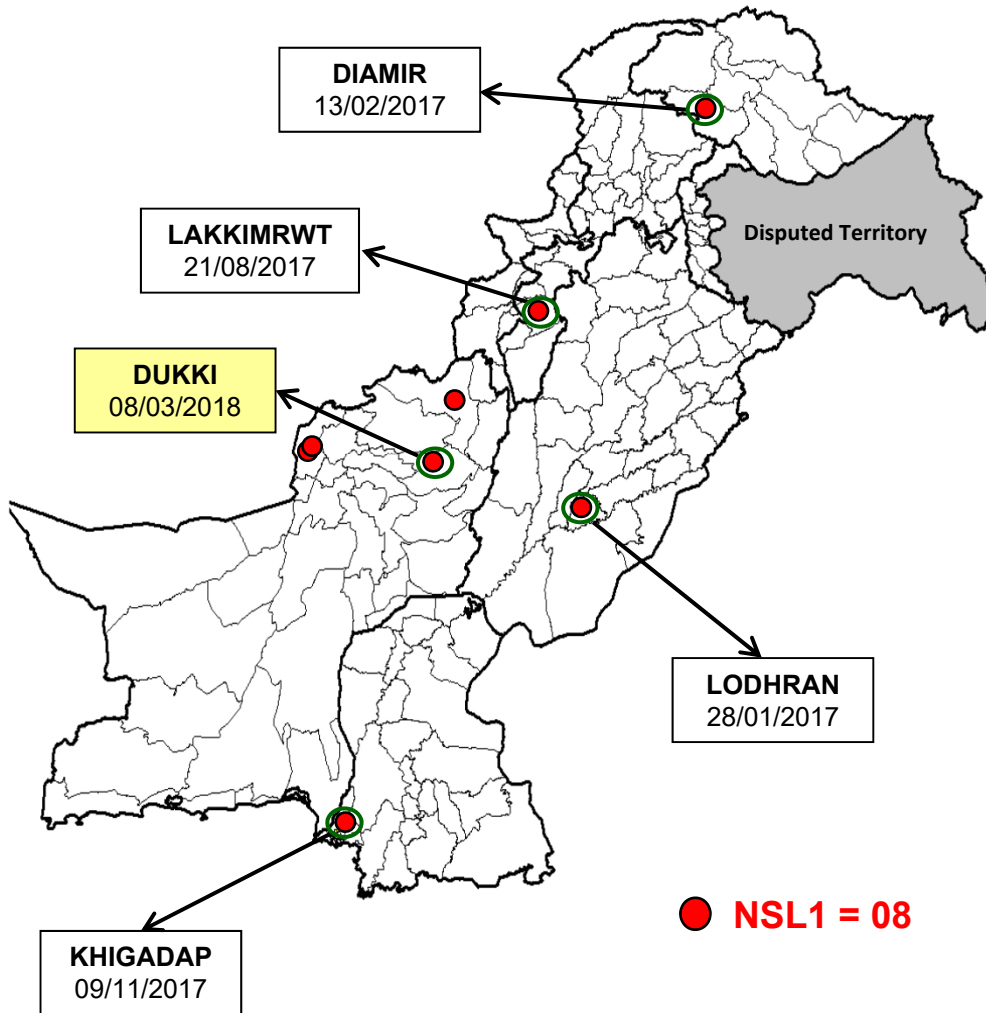 DIAMIR
13/02/2017
Disputed Territory
LAKKIMRWT
21/08/2017
DUKKI
08/03/2018
LODHRAN
28/01/2017
NSL1 = 08
KHIGADAP
09/11/2017